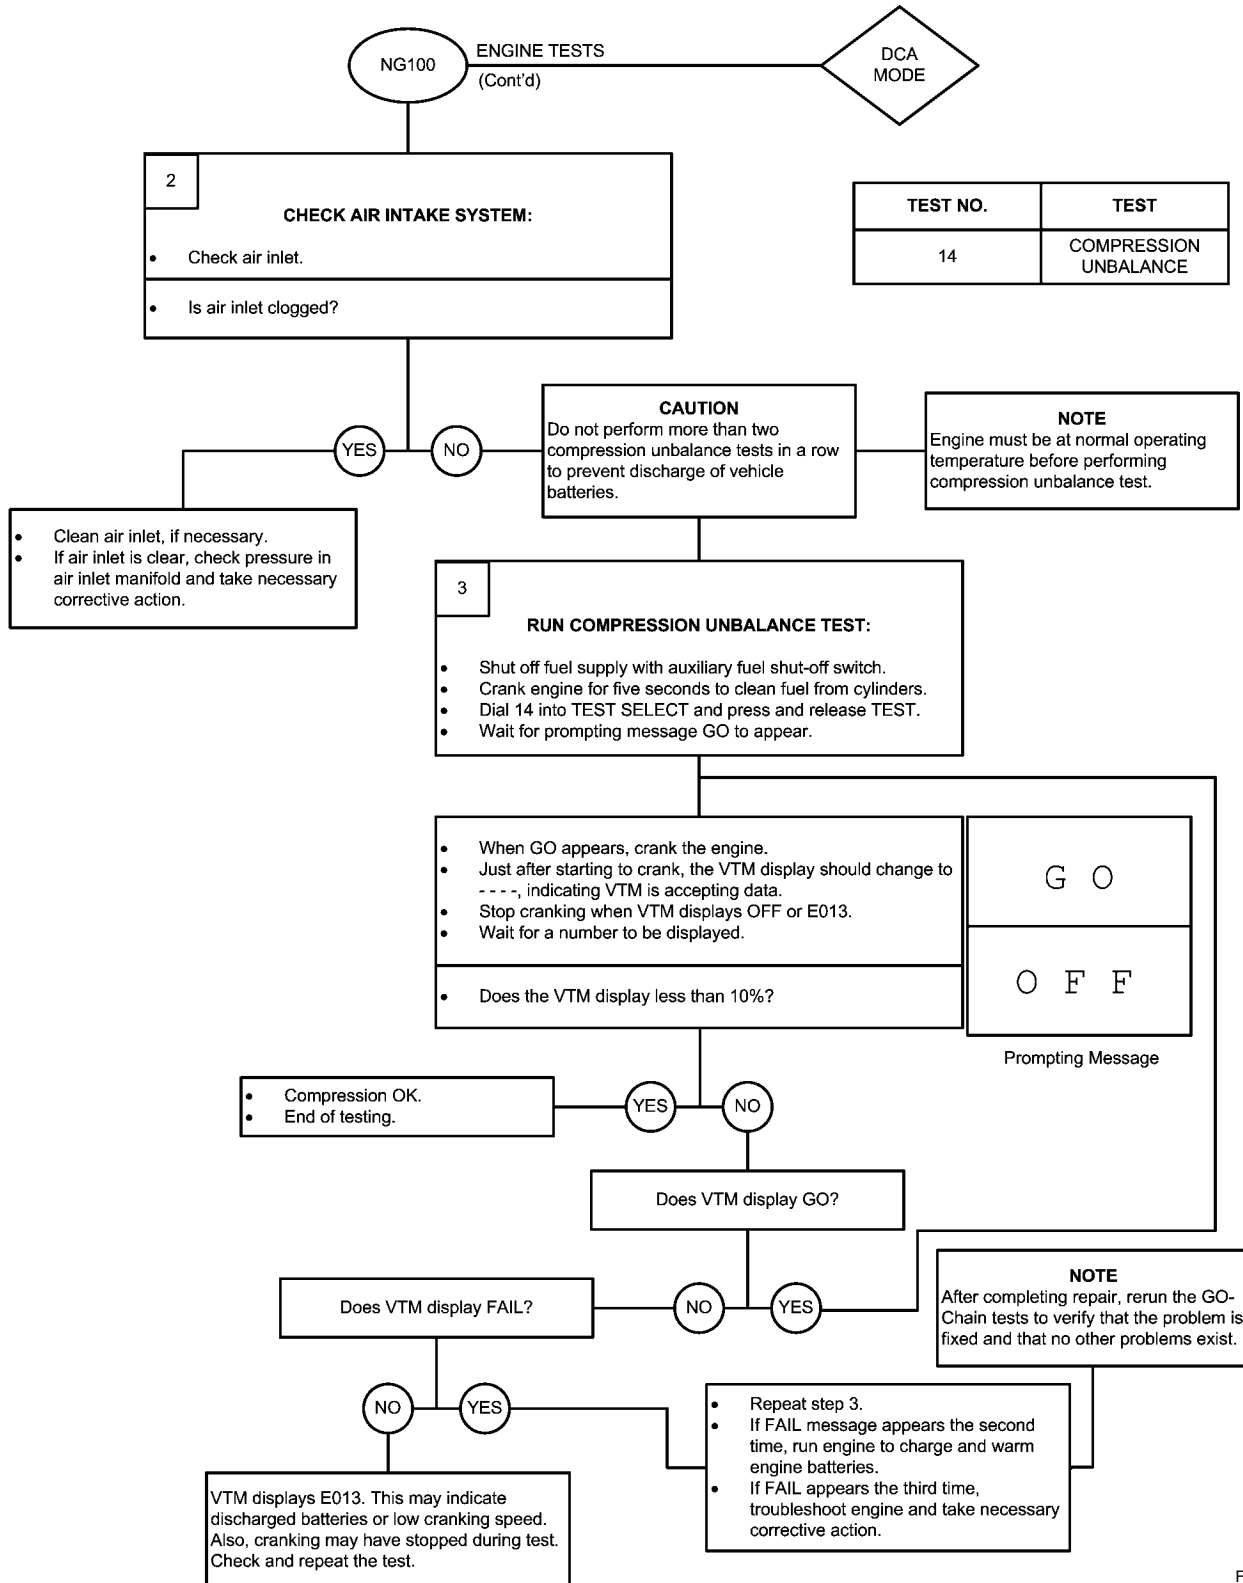 NG100
ENGINE TESTS
(Cont'd)
DCA
MODE
2
CHECK AIR INTAKE SYSTEM:
• Check air inlet.
• Is air inlet clogged?
TEST NO. TEST
14 COMPRESSION
UNBALANCE
YES
NO
CAUTION
Do not perform more than two
compression unbalance tests in a row
to prevent discharge of vehicle
batteries.
NOTE
Engine must be at normal operating
temperature before performing
compression unbalance test.
• Clean air inlet, if necessary.
• If air inlet is clear, check pressure in
air inlet manifold and take necessary
corrective action.
3
RUN COMPRESSION UNBALANCE TEST:
• Shut off fuel supply with auxiliary fuel shut-off switch.
• Crank engine for five seconds to clean fuel from cylinders.
• Dial 14 into TEST SELECT and press and release TEST.
• Wait for prompting message GO to appear.
• When GO appears, crank the engine.
• Just after starting to crank, the VTM display should change to
- - - -, indicating VTM is accepting data.
• Stop cranking when VTM displays OFF or E013.
• Wait for a number to be displayed.
• Does the VTM display less than 10%?
G O
O F F
Prompting Message
• Compression OK.
• End of testing.
YES
NO
Does VTM display GO?
Does VTM display FAIL?
NO
YES
NOTE
After completing repair, rerun the GO-
Chain tests to verify that the problem is
fixed and that no other problems exist.
NO
YES
• Repeat step 3.
• If FAIL message appears the second
time, run engine to charge and warm
engine batteries.
• If FAIL appears the third time,
troubleshoot engine and take necessary
corrective action.
VTM displays E013. This may indicate
discharged batteries or low cranking speed.
Also, cranking may have stopped during test.
Check and repeat the test.